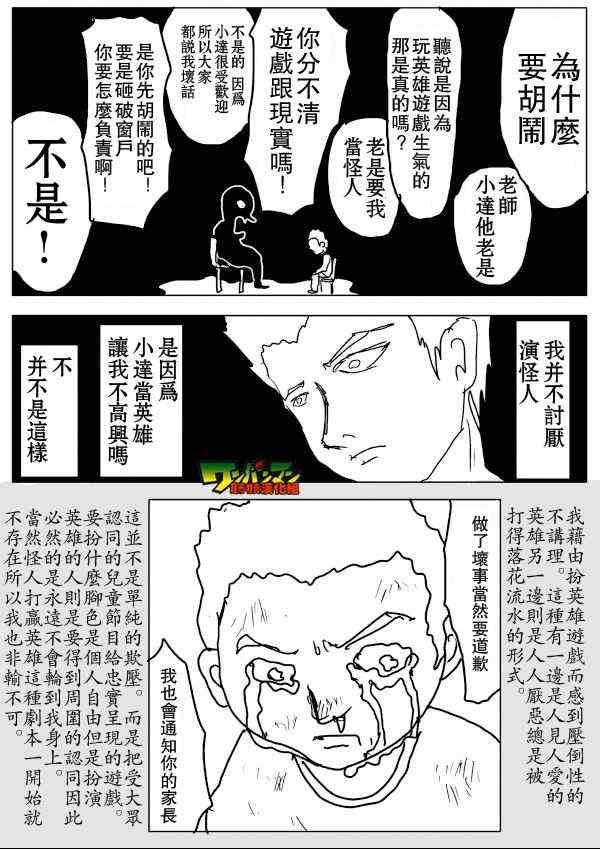 為什麼
要胡鬧
老師
小達他老是
聽說是因為
玩英雄遊戲生氣的
那是真的嗎？
老是要我
當怪人
你分不清
遊戲跟現實嗎！
不是的 因爲
小達很受歡迎
所以大家
都說我壞話
是你先胡鬧的吧！
要是砸破窗戶
你要怎麼負責啊！
不是！
我并不討厭
演怪人
是因爲
小達當英雄
讓我不高興嗎
不
并不是這樣
ワンパンマン
我藉由扮英雄遊戲而感到壓倒性的
不講理。這種有一邊是人見人愛的
英雄另一邊則是人人厭惡總是被
打得落花流水的形式。
做了壞事當然要道歉
我也會通知你的家長
這並不是單純的欺壓。而是把受大眾
認同的兒童節目給忠實呈現的遊戲。
要扮什麼腳色是個人自由但是扮演
英雄的人則是要得到周圍的認同因此
必然的是永遠不會輪到我身上。
當然怪人打贏英雄這種劇本一開始就
不存在所以我也非輸不可。